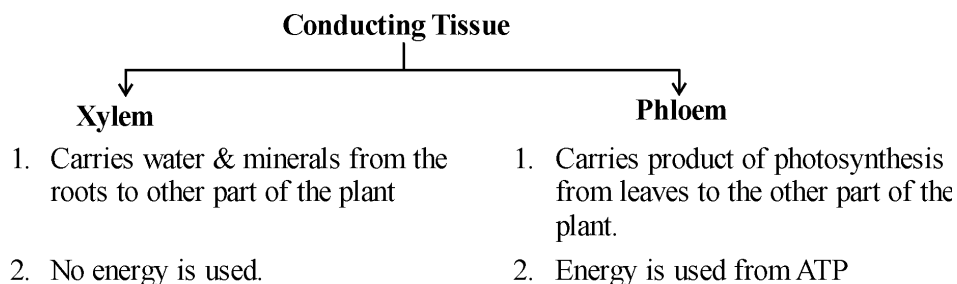 Conducting Tissue
Xylem
1. Carries water & minerals from the
roots to other part of the plant
2. No energy is used.
Phloem
1. Carries product of photosynthesis
from leaves to the other part of the
plant.
2. Energy is used from ATP